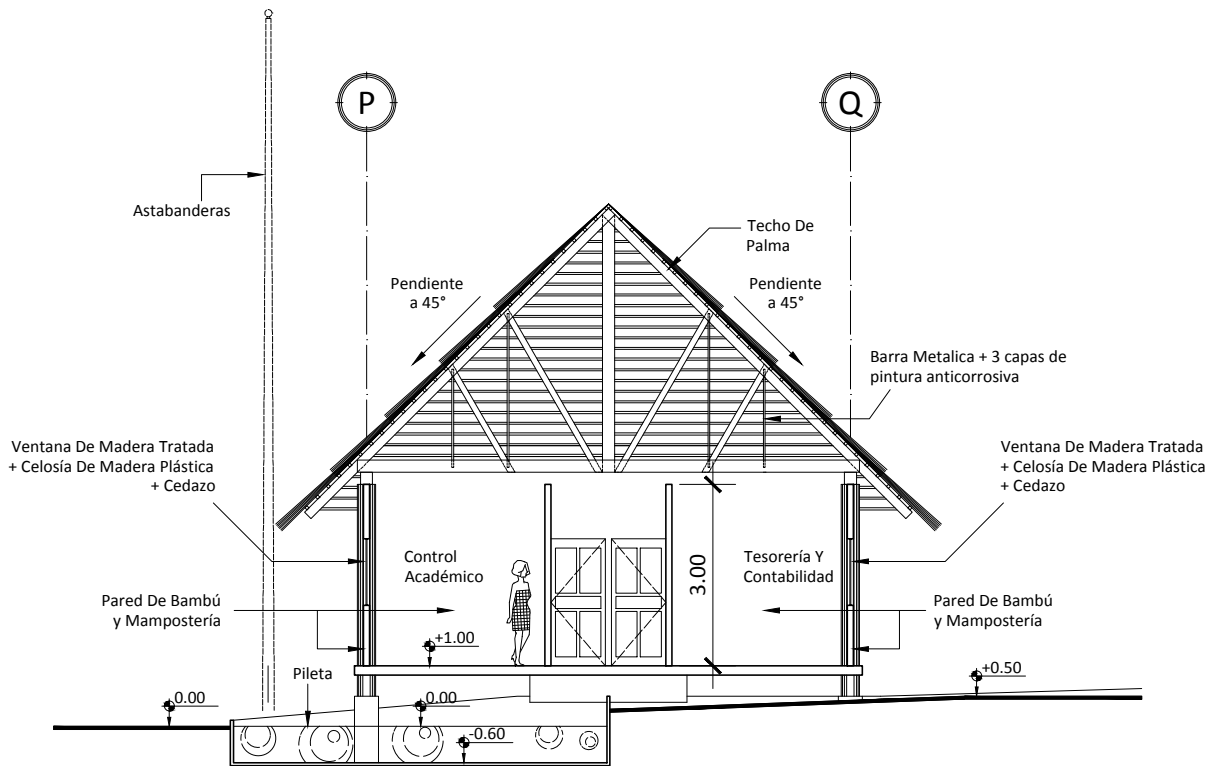 P
Q
Astabanderas
Techo De
Palma
Pendiente
a 45°
Pendiente
a 45°
Barra Metalica + 3 capas de
pintura anticorrosiva
Ventana De Madera Tratada
+ Celosía De Madera Plástica
+ Cedazo
Ventana De Madera Tratada
+ Celosía De Madera Plástica
+ Cedazo
Control
Académico
3.00
Tesorería Y
Contabilidad
Pared De Bambú
y Mampostería
Pared De Bambú
y Mampostería
+1.00
Pileta
+0.50
0.00
0.00
-0.60